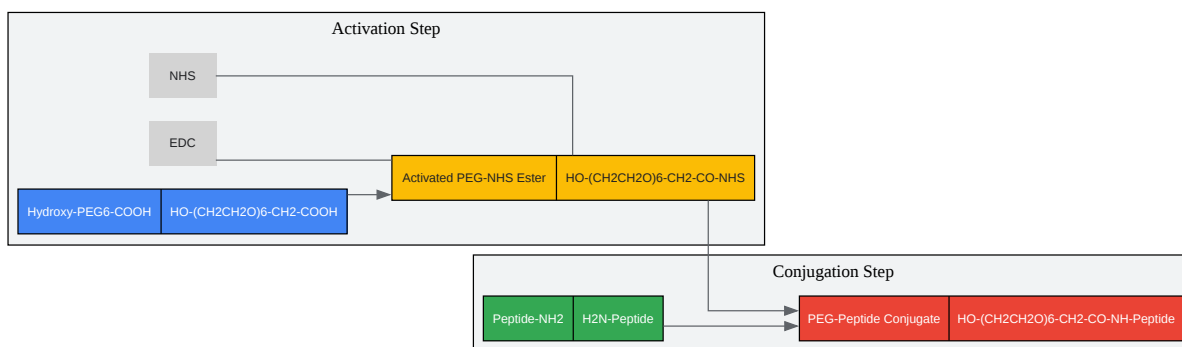 Activation Step
NHS
EDC
Activated PEG-NHS Ester
HO-(CH2CH2O)6-CH2-CO-NHS
Hydroxy-PEG6-COOH
HO-(CH2CH2O)6-CH2-COOH
Conjugation Step
Peptide-NH2
H2N-Peptide
PEG-Peptide Conjugate
HO-(CH2CH2O)6-CH2-CO-NH-Peptide